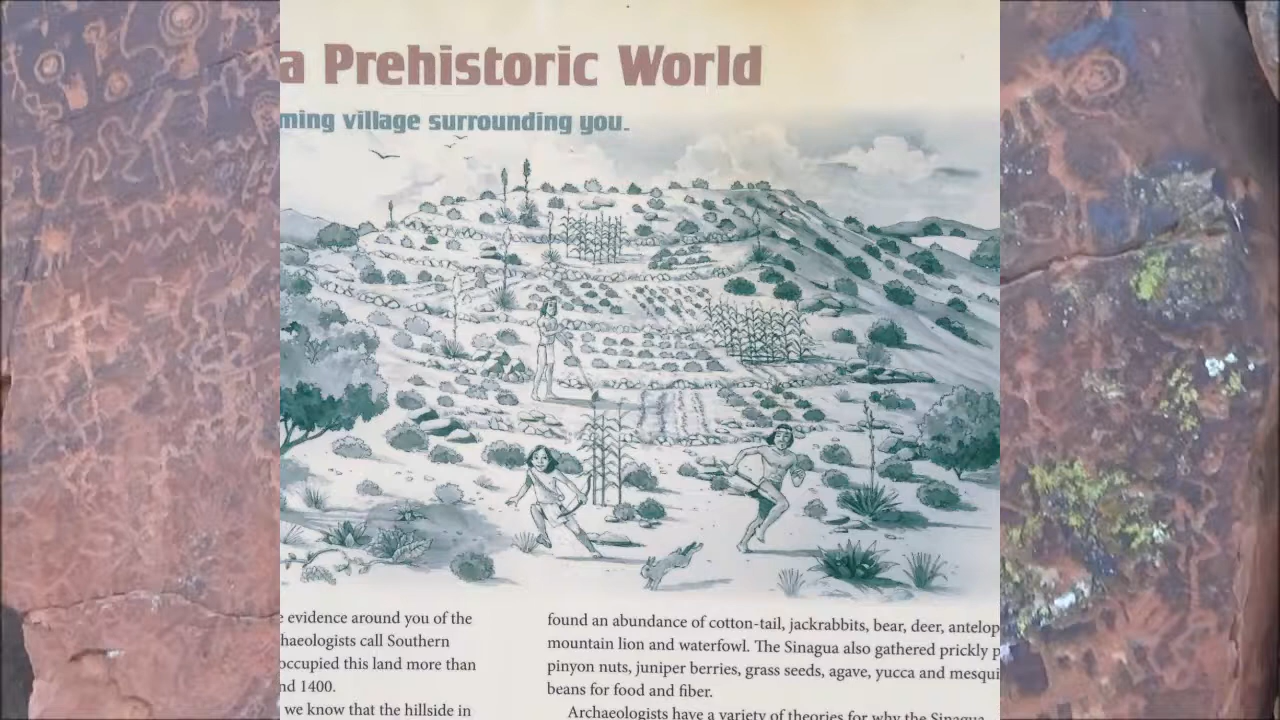 a Prehistoric World
ming village surrounding you.
e evidence around you of the
haeologists call Southern
occupied this land more than
nd 1400.
we know that the hillside in
found an abundance of cotton-tail, jackrabbits, bear, deer, antelop
mountain lion and waterfowl. The Sinagua also gathered prickly p
pinyon nuts, juniper berries, grass seeds, agave, yucca and mesqui
beans for food and fiber.
Archaeologists have a variety of theories for why the Sinagua